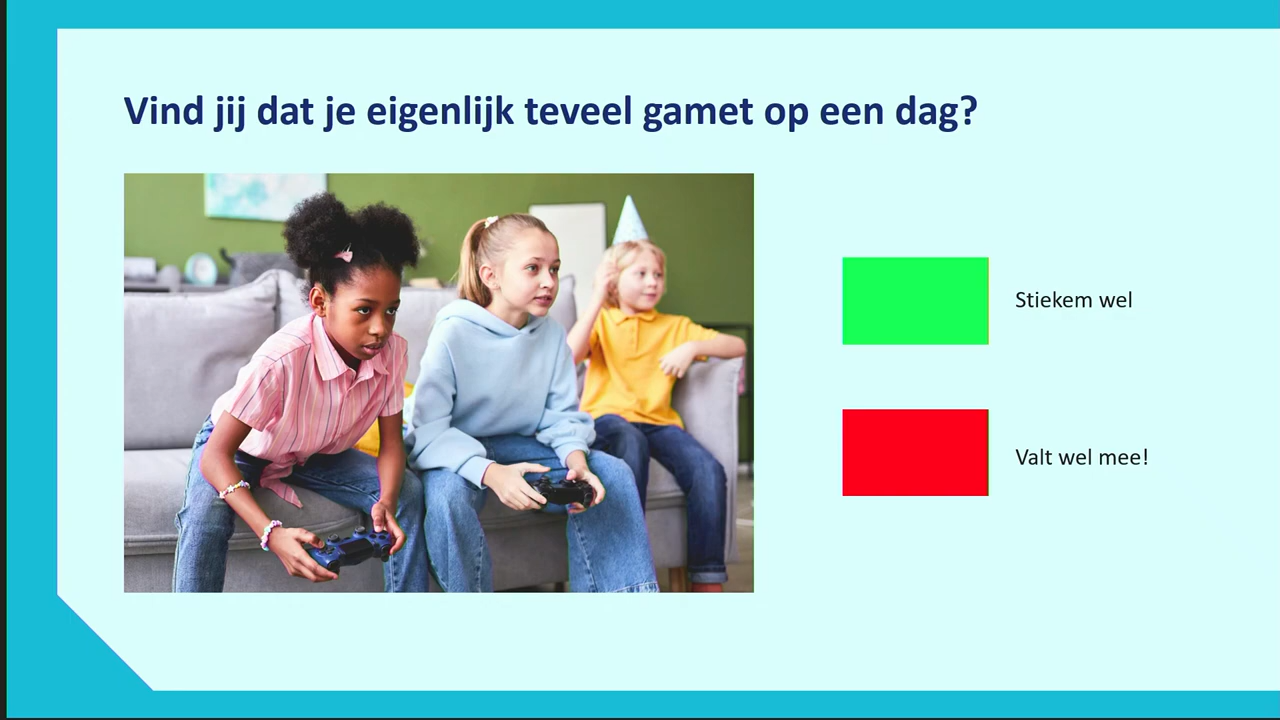 Vind jij dat je eigenlijk teveel gamet op een dag?
Stiekem wel
Valt wel mee!